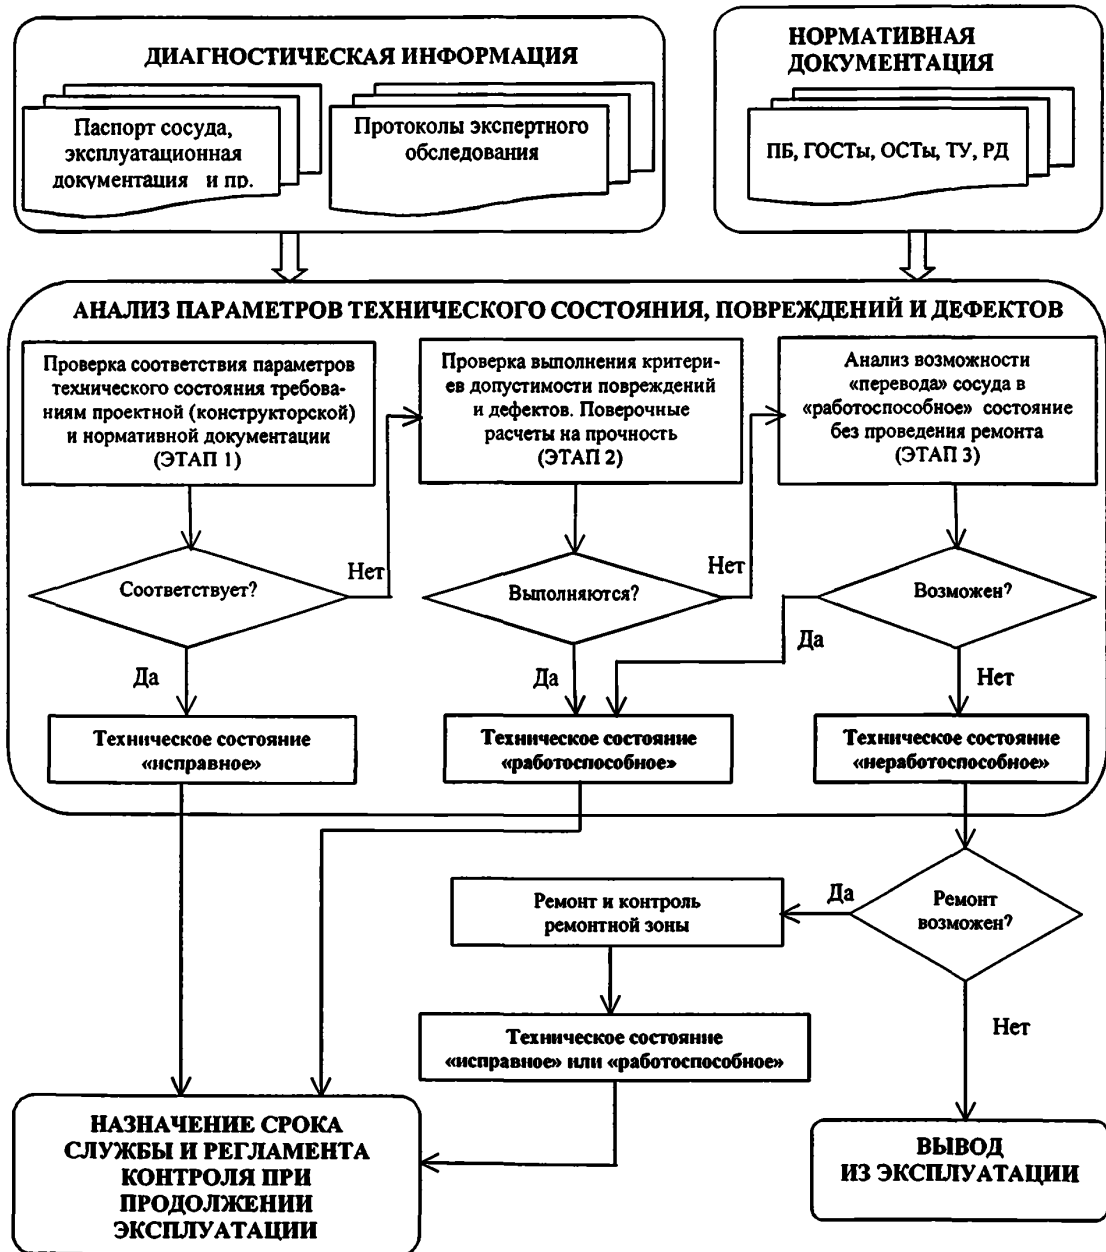 ДИАГНОСТИЧЕСКАЯ ИНФОРМАЦИЯ
Паспорт сосуда,
эксплуатационная
документация и пр.
Протоколы экспертного
обследования
НОРМАТИВНАЯ
ДОКУМЕНТАЦИЯ
ПБ, ГОСТы, ОСТы, ТУ, РД
АНАЛИЗ ПАРАМЕТРОВ ТЕХНИЧЕСКОГО СОСТОЯНИЯ, ПОВРЕЖДЕНИЙ И ДЕФЕКТОВ
Проверка соответствия параметров
технического состояния требова-
ниям проектной (конструкторской)
и нормативной документации
(ЭТАП 1)
Проверка выполнения критери-
ев допустимости повреждений
и дефектов. Поверочные
расчеты на прочность
(ЭТАП 2)
Анализ возможности
«перевода» сосуда в
«работоспособное» состояние
без проведения ремонта
(ЭТАП 3)
Соответствует?
Нет
Выполняются?
Нет
Возможен?
Да
Да
Да
Нет
Техническое состояние
«исправное»
Техническое состояние
«работоспособное»
Техническое состояние
«неработоспособное»
Ремонт и контроль
ремонтной зоны
Да
Ремонт
возможен?
Нет
Техническое состояние
«исправное» или «работоспособное»
НАЗНАЧЕНИЕ СРОКА
СЛУЖБЫ И РЕГЛАМЕНТА
КОНТРОЛЯ ПРИ
ПРОДОЛЖЕНИИ
ЭКСПЛУАТАЦИИ
ВЫВОД
ИЗ ЭКСПЛУАТАЦИИ